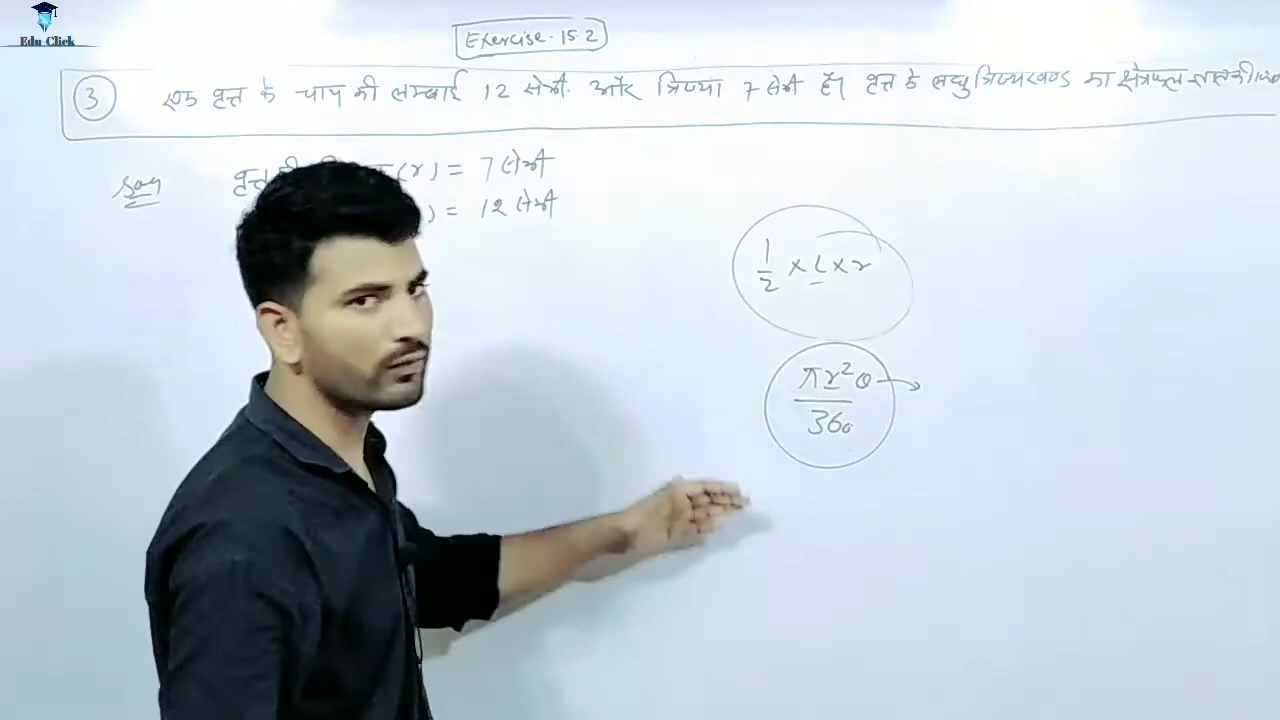 Edu Click
Exercise-15.2
3 एक वृत्त के चाप की लम्बाई 12 सेमी. और त्रिज्या 7 सेमी है। वृत्त के लघु त्रिज्यखण्ड का क्षेत्रफल
वृत्त (r) = 7 सेमी
) = 12 सेमी
1/2 × l × r
πr²θ →
360